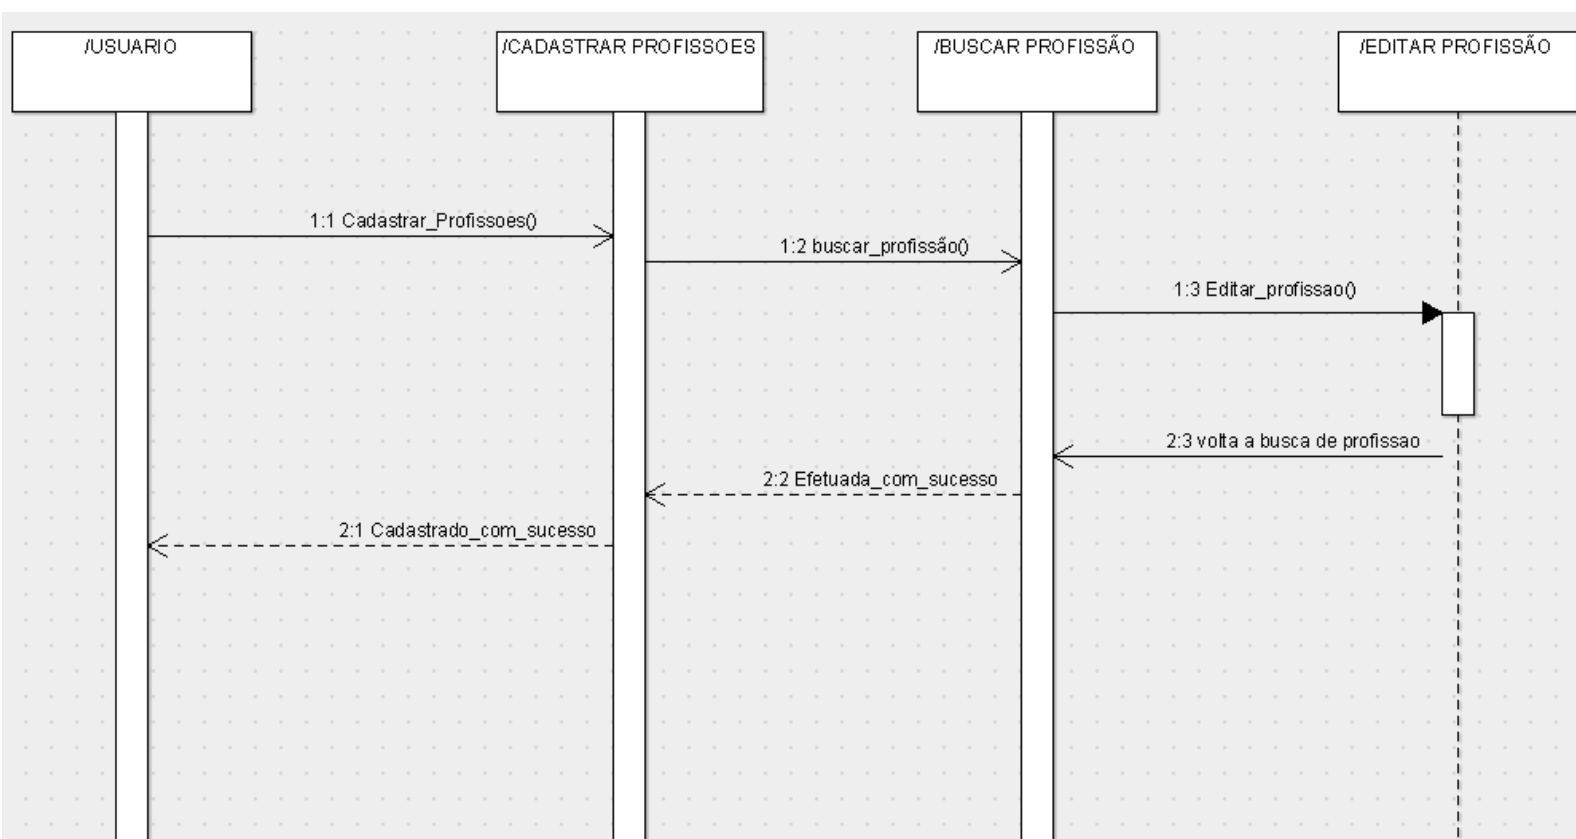 /USUARIO
/CADASTRAR PROFISSOES
/BUSCAR PROFISSÃO
/EDITAR PROFISSÃO
1:1 Cadastrar_Profissoes()
1:2 buscar_profissão()
1:3 Editar_profissao()
2:3 volta a busca de profissao
2:2 Efetuada_com_sucesso
2:1 Cadastrado_com_sucesso